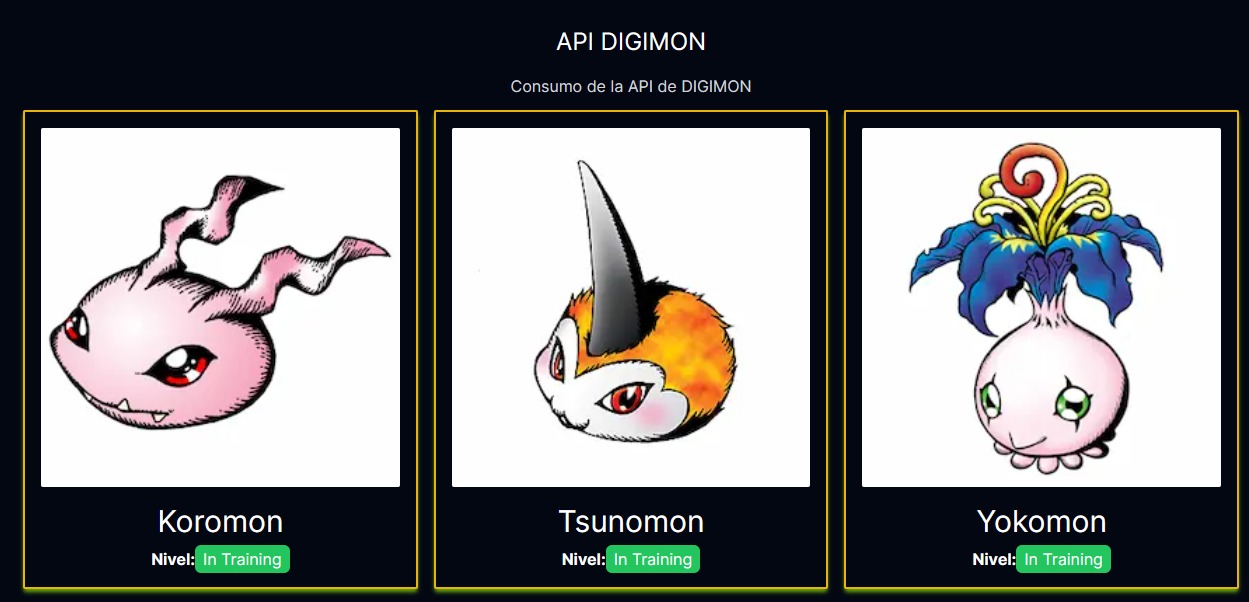 API DIGIMON
Consumo de la API de DIGIMON
Koromon
Nivel: In Training
Tsunomon
Nivel: In Training
Yokomon
Nivel: In Training